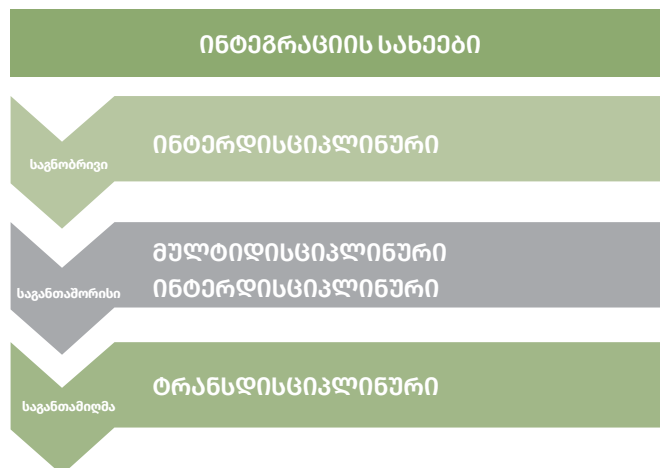 ინტეგრაციის სახეები
საგნობრივი
ინტერდისციპლინური
მულტიდისციპლინური
საგანთაშორისი
ინტერდისციპლინური
ტრანსდისციპლინური
საგანთამიღმა